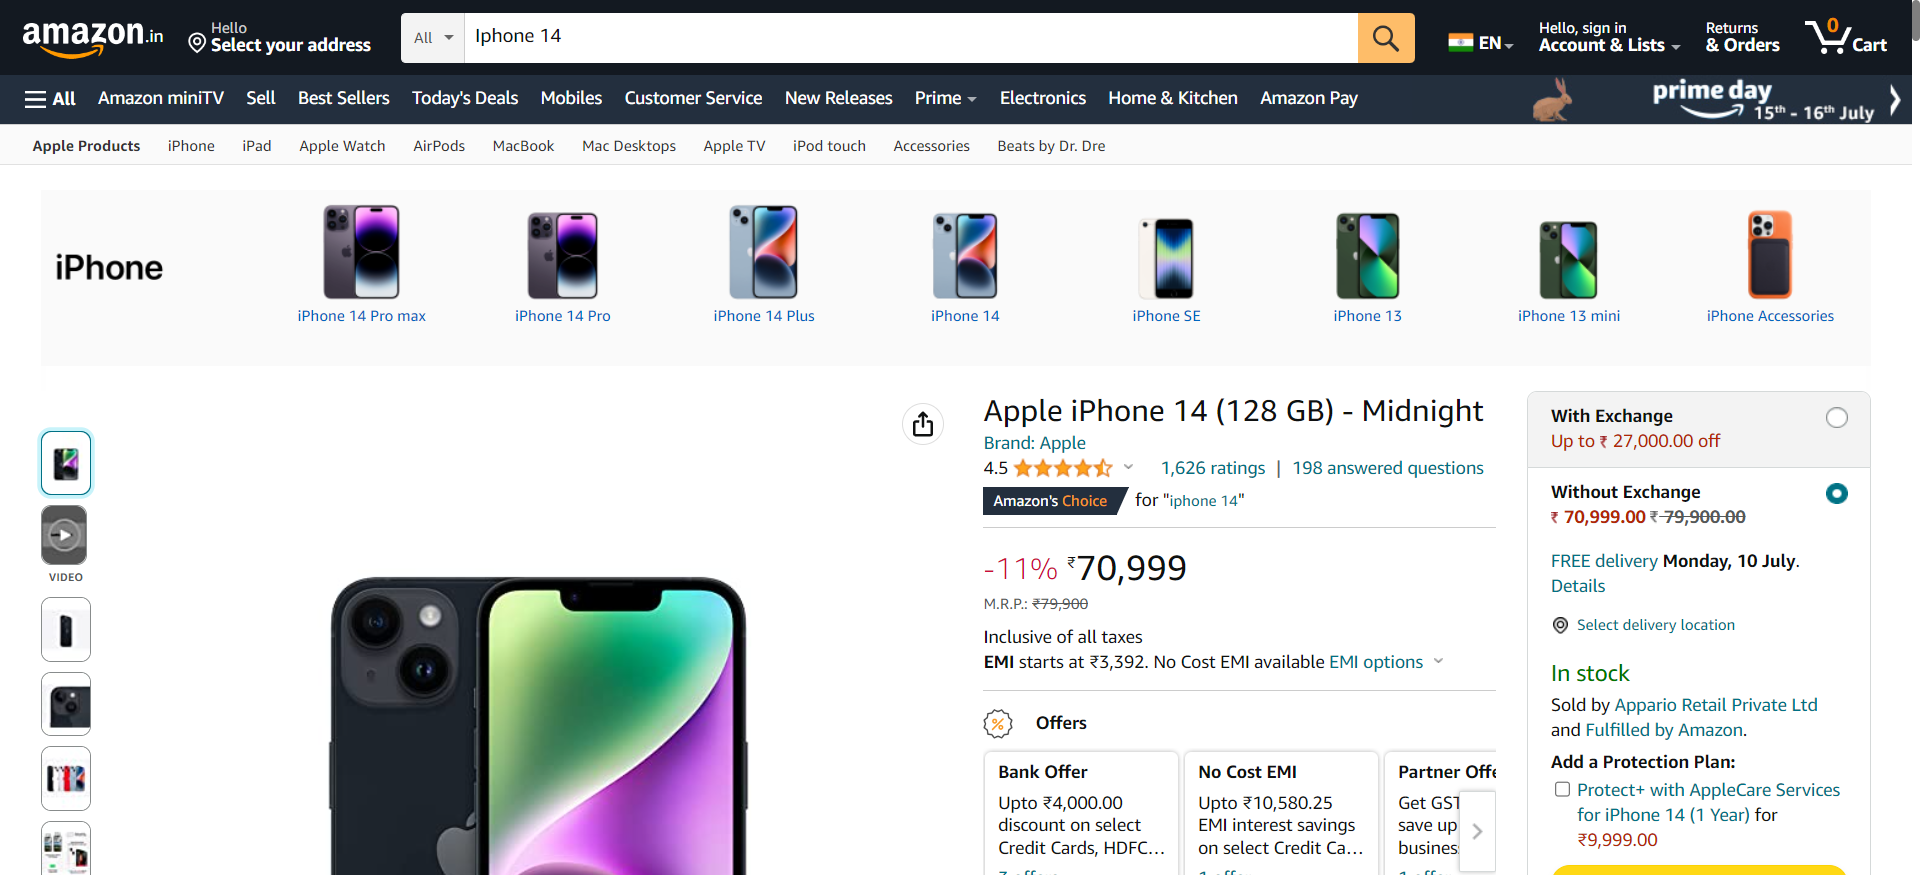 amazon.in
Hello
Select your address
All
Iphone 14
EN
Hello, sign in
Account & Lists
Returns
& Orders
0
Cart
All
Amazon miniTV
Sell
Best Sellers
Today's Deals
Mobiles
Customer Service
New Releases
Prime
Electronics
Home & Kitchen
Amazon Pay
prime day
15th - 16th July
Apple Products
iPhone
iPad
Apple Watch
AirPods
MacBook
Mac Desktops
Apple TV
iPod touch
Accessories
Beats by Dr. Dre
iPhone
iPhone 14 Pro max
iPhone 14 Pro
iPhone 14 Plus
iPhone 14
iPhone SE
iPhone 13
iPhone 13 mini
iPhone Accessories
VIDEO
Apple iPhone 14 (128 GB) - Midnight
Brand: Apple
4.5
1,626 ratings | 198 answered questions
Amazon's Choice for "iphone 14"
-11% ₹70,999
M.R.P.: ₹79,900
Inclusive of all taxes
EMI starts at ₹3,392. No Cost EMI available EMI options
Offers
Bank Offer
Upto ₹4,000.00
discount on select
Credit Cards, HDFC…
No Cost EMI
Upto ₹10,580.25
EMI interest savings
on select Credit Ca…
Partner Offe
Get GST
save up
busines
With Exchange
Up to ₹ 27,000.00 off
Without Exchange
₹ 70,999.00 ₹ 79,900.00
FREE delivery Monday, 10 July.
Details
Select delivery location
In stock
Sold by Appario Retail Private Ltd
and Fulfilled by Amazon.
Add a Protection Plan:
Protect+ with AppleCare Services
for iPhone 14 (1 Year) for
₹9,999.00